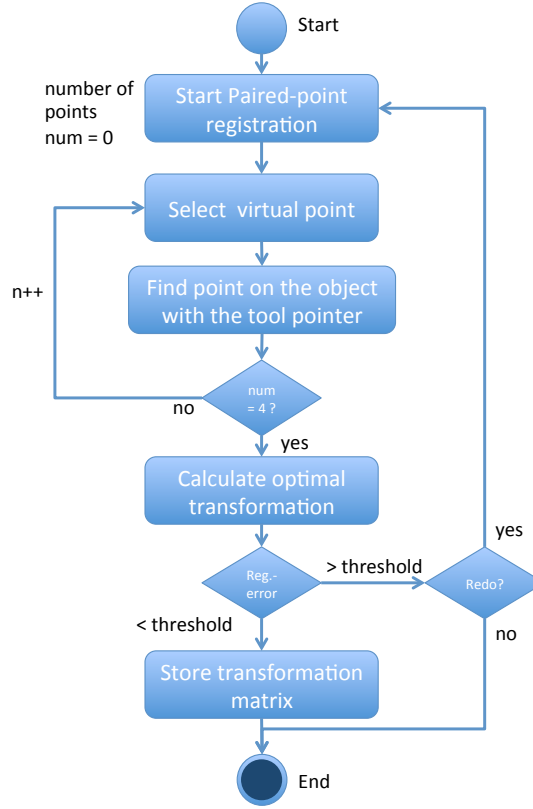 Start
number of
points
num = 0
Start Paired-point
registration
Select virtual point
n++
Find point on the object
with the tool pointer
num
= 4 ?
no
yes
Calculate optimal
transformation
yes
> threshold
Reg.-
error
Redo?
< threshold
no
Store transformation
matrix
End